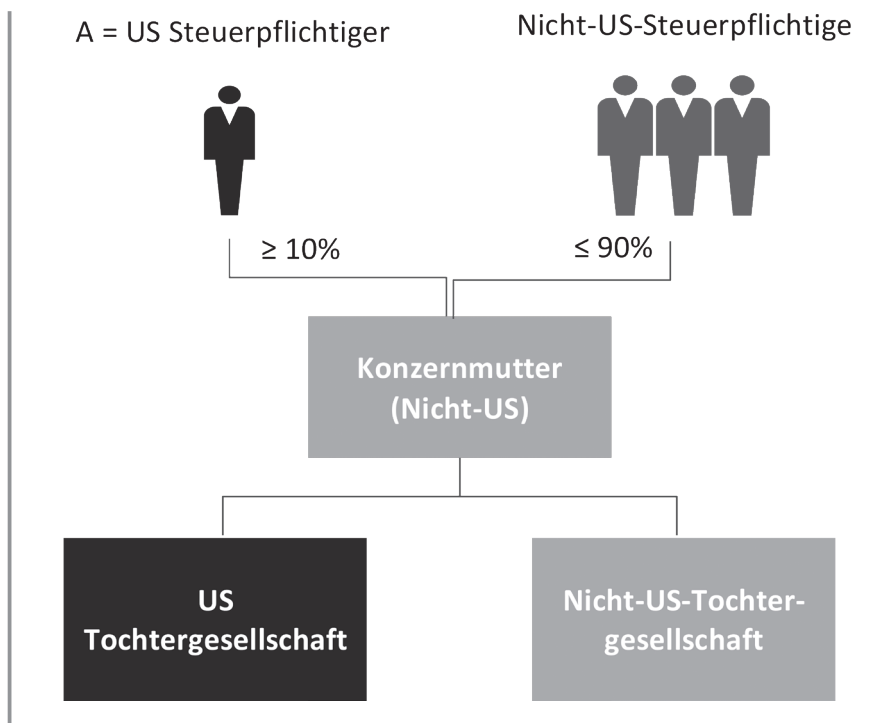 A = US Steuerpflichtiger
Nicht-US-Steuerpflichtige
≥ 10%
≤ 90%
Konzernmutter
(Nicht-US)
US
Tochtergesellschaft
Nicht-US-Tochter-
gesellschaft